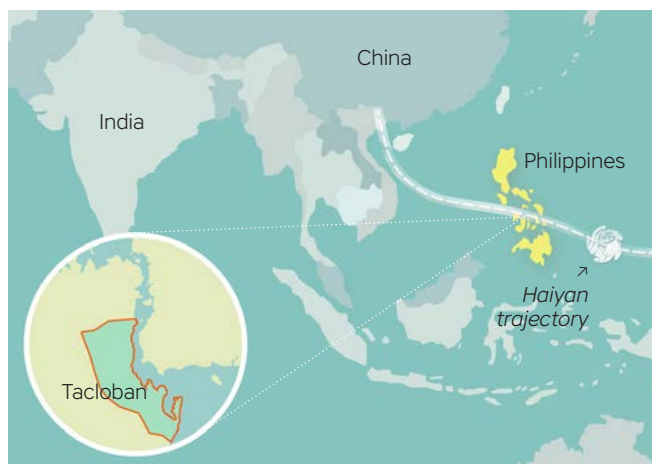 China
India
Philippines
Haiyan
trajectory
Tacloban